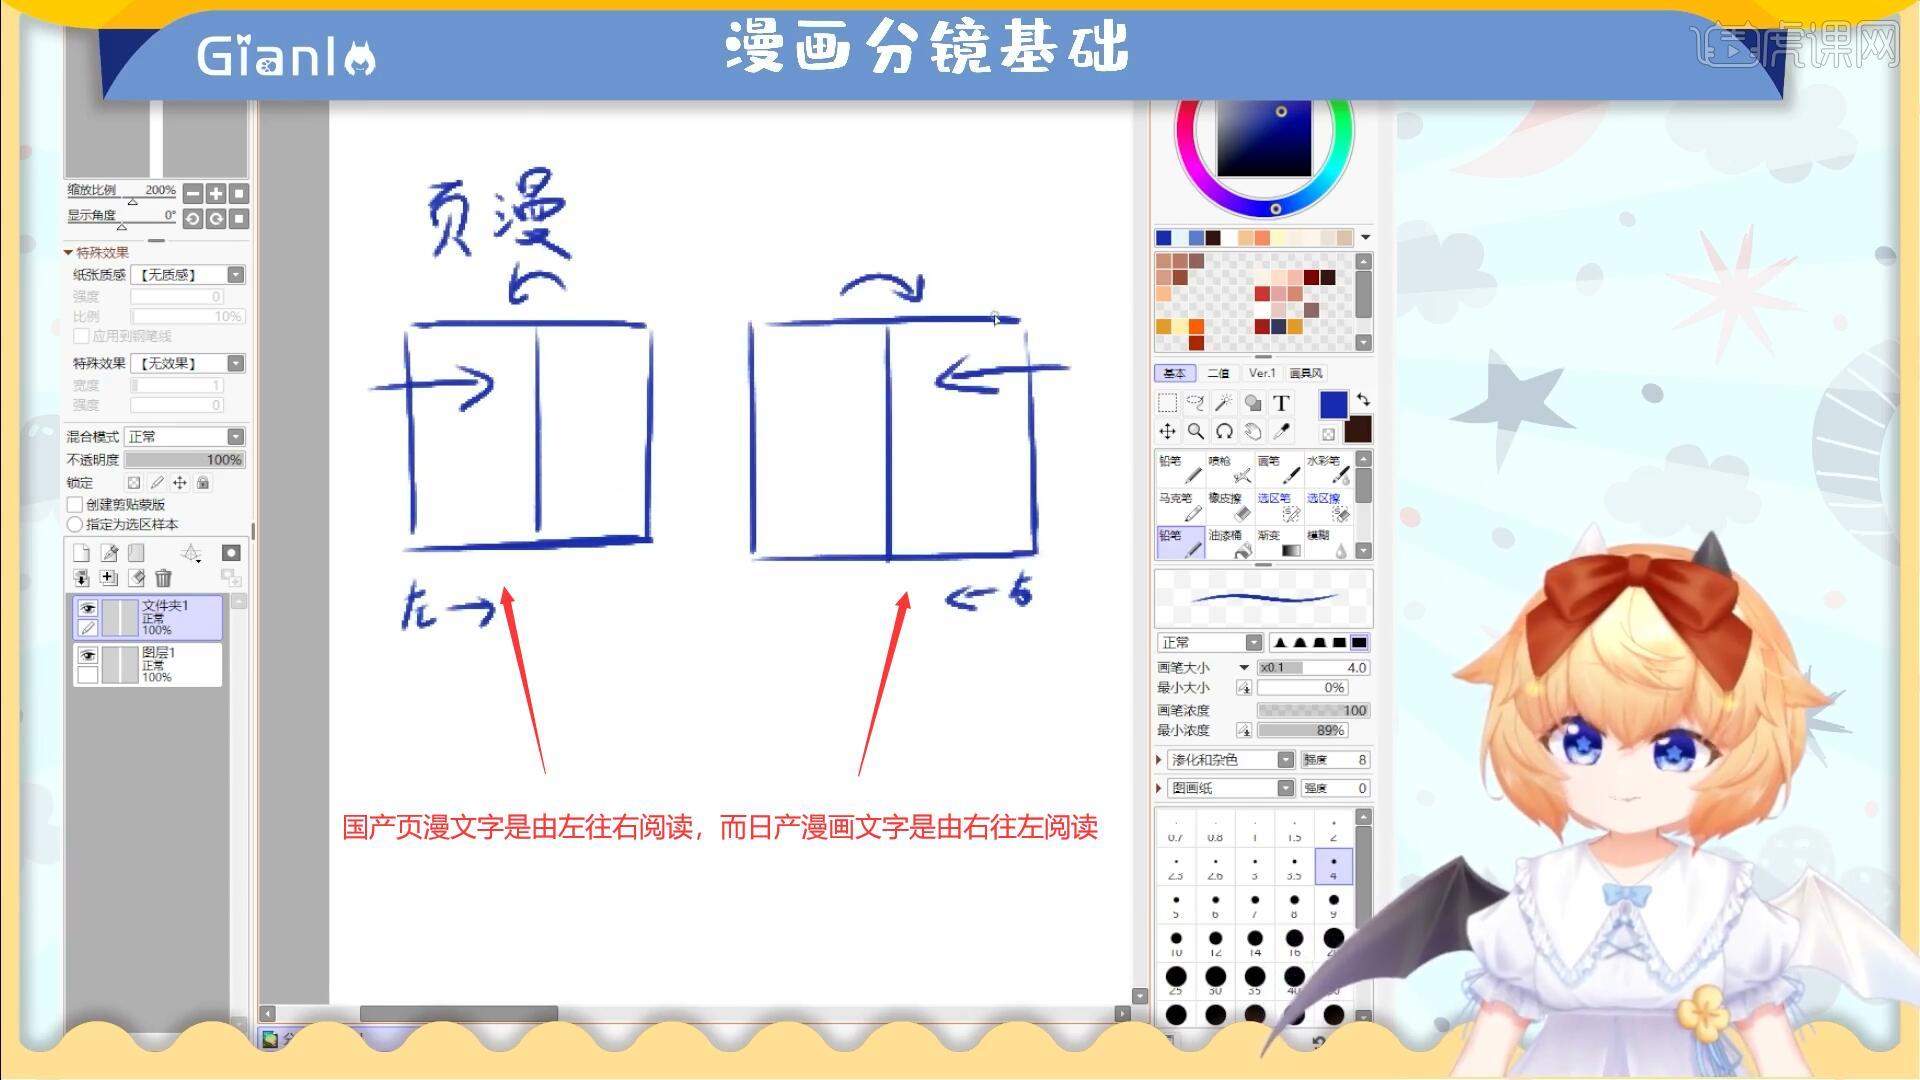 Gianlo
漫画分镜基础
虎课网
缩放比例 200%
显示角度 0°
特殊效果
纸张质感 【无质感】
强度 0
比例 10%
应用到钢笔线
特殊效果 【无效果】
宽度 1
强度 0
混合模式 正常
不透明度 100%
锁定
创建剪贴蒙版
指定为选区样本
文件夹1
正常
100%
图层1
正常
100%
页漫
左
右
国产页漫文字是由左往右阅读，而日产漫画文字是由右往左阅读
基本 二值 Ver.1 画具风
T
铅笔 喷枪 画笔 水彩笔
马克笔 橡皮擦 选区笔 选区擦
铅笔 油漆桶 渐变 模糊
正常
画笔大小 x0.1 4.0
最小大小 0%
画笔浓度 100
最小浓度 89%
渗化和杂色 强度 8
图画纸 强度 0
0.7 0.8 1 1.5 2
2.3 2.6 3 3.5 4
5 6 7 8 9
10 12 14 16
25 30 35 40